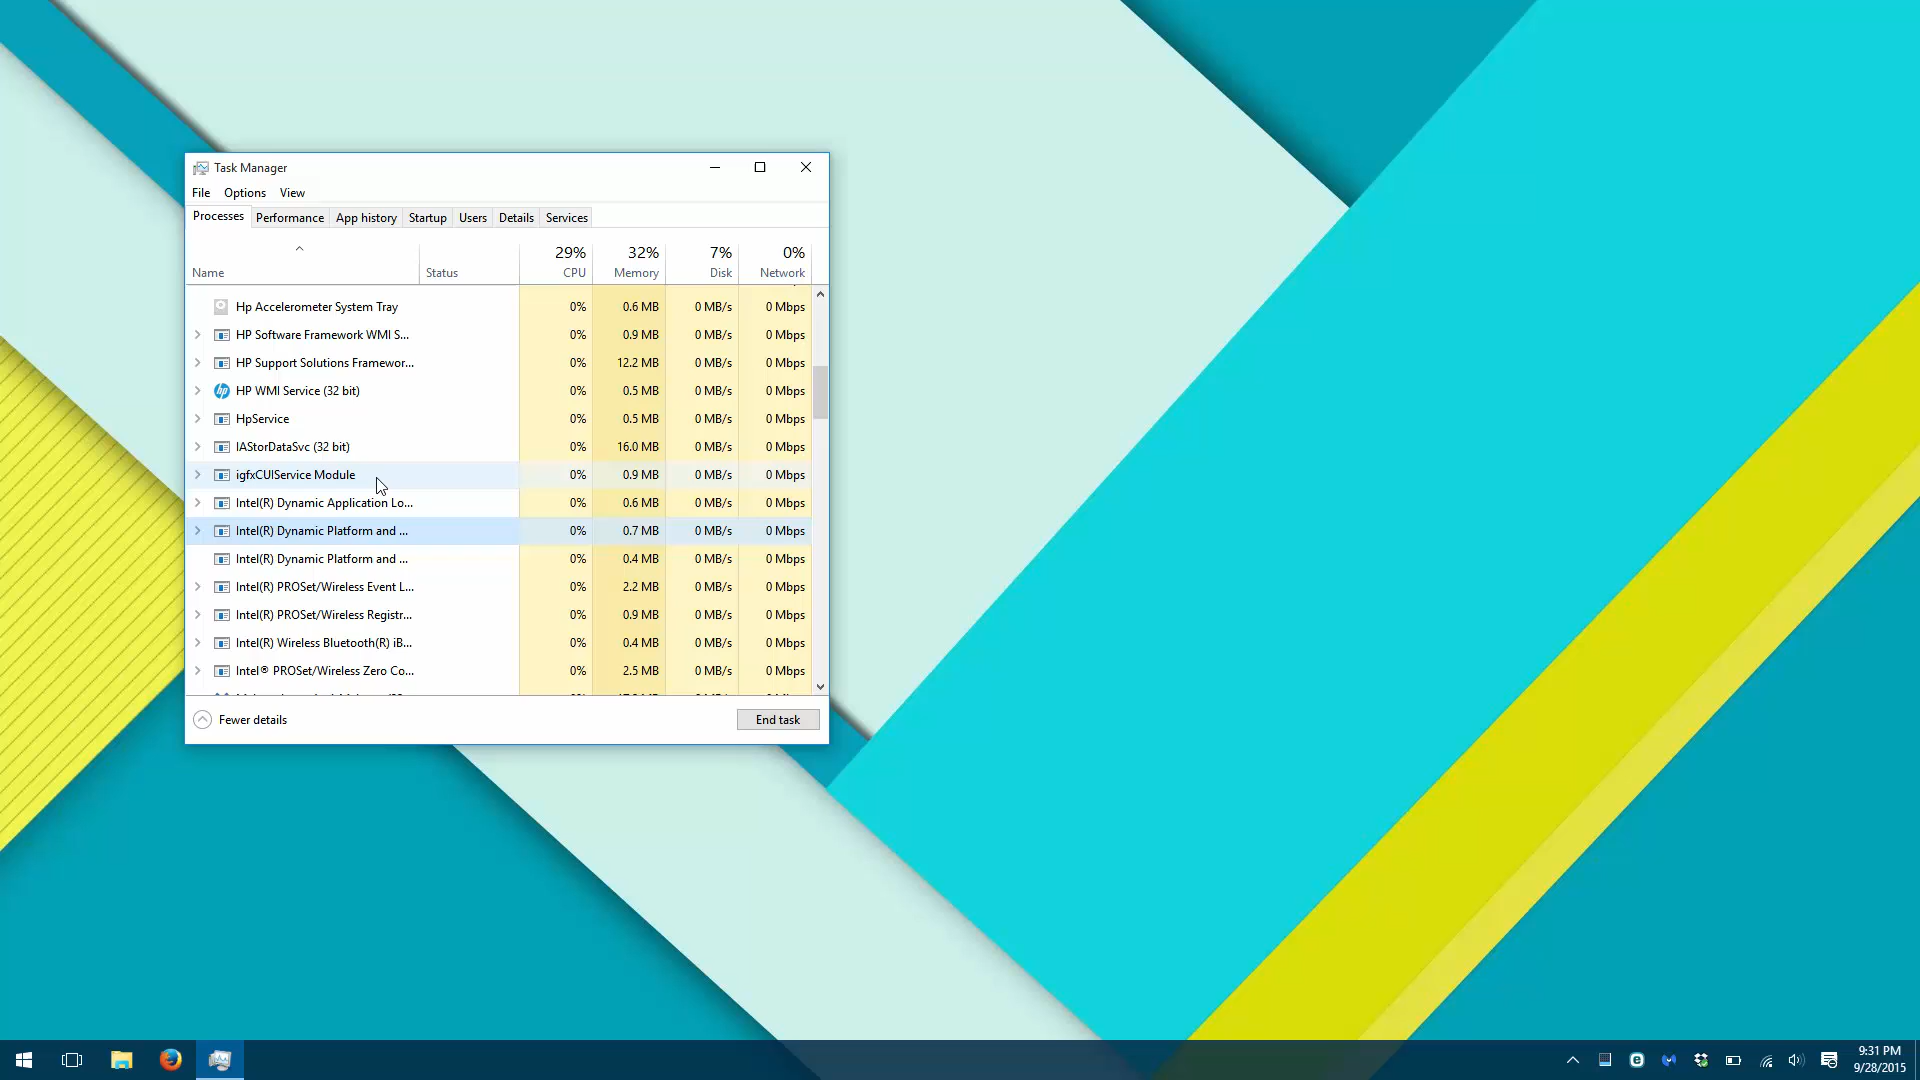 Task Manager
File Options View
Processes Performance App history Startup Users Details Services
29% 32% 7% 0%
Name Status CPU Memory Disk Network
Hp Accelerometer System Tray 0% 0.6 MB 0 MB/s 0 Mbps
HP Software Framework WMI S... 0% 0.9 MB 0 MB/s 0 Mbps
HP Support Solutions Framewor... 0% 12.2 MB 0 MB/s 0 Mbps
hp HP WMI Service (32 bit) 0% 0.5 MB 0 MB/s 0 Mbps
HpService 0% 0.5 MB 0 MB/s 0 Mbps
IAStorDataSvc (32 bit) 0% 16.0 MB 0 MB/s 0 Mbps
igfxCUIService Module 0% 0.9 MB 0 MB/s 0 Mbps
Intel(R) Dynamic Application Lo... 0% 0.6 MB 0 MB/s 0 Mbps
Intel(R) Dynamic Platform and ... 0% 0.7 MB 0 MB/s 0 Mbps
Intel(R) Dynamic Platform and ... 0% 0.4 MB 0 MB/s 0 Mbps
Intel(R) PROSet/Wireless Event L... 0% 2.2 MB 0 MB/s 0 Mbps
Intel(R) PROSet/Wireless Registr... 0% 0.9 MB 0 MB/s 0 Mbps
Intel(R) Wireless Bluetooth(R) iB... 0% 0.4 MB 0 MB/s 0 Mbps
Intel® PROSet/Wireless Zero Co... 0% 2.5 MB 0 MB/s 0 Mbps
Fewer details End task
9:31 PM
9/28/2015